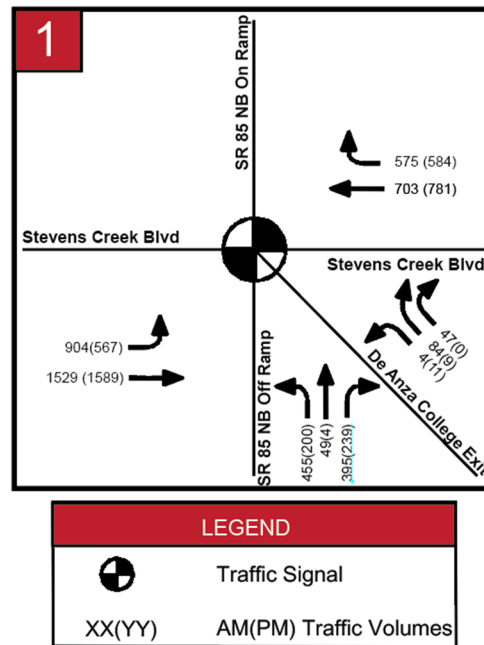 1
SR 85 NB On Ramp
575 (584)
703 (781)
Stevens Creek Blvd
Stevens Creek Blvd
904(567)
1529 (1589)
47(0)
84(9)
4(11)
De Anza College Exit
SR 85 NB Off Ramp
455(200)
49(4)
395(239)
LEGEND
Traffic Signal
XX(YY) AM(PM) Traffic Volumes